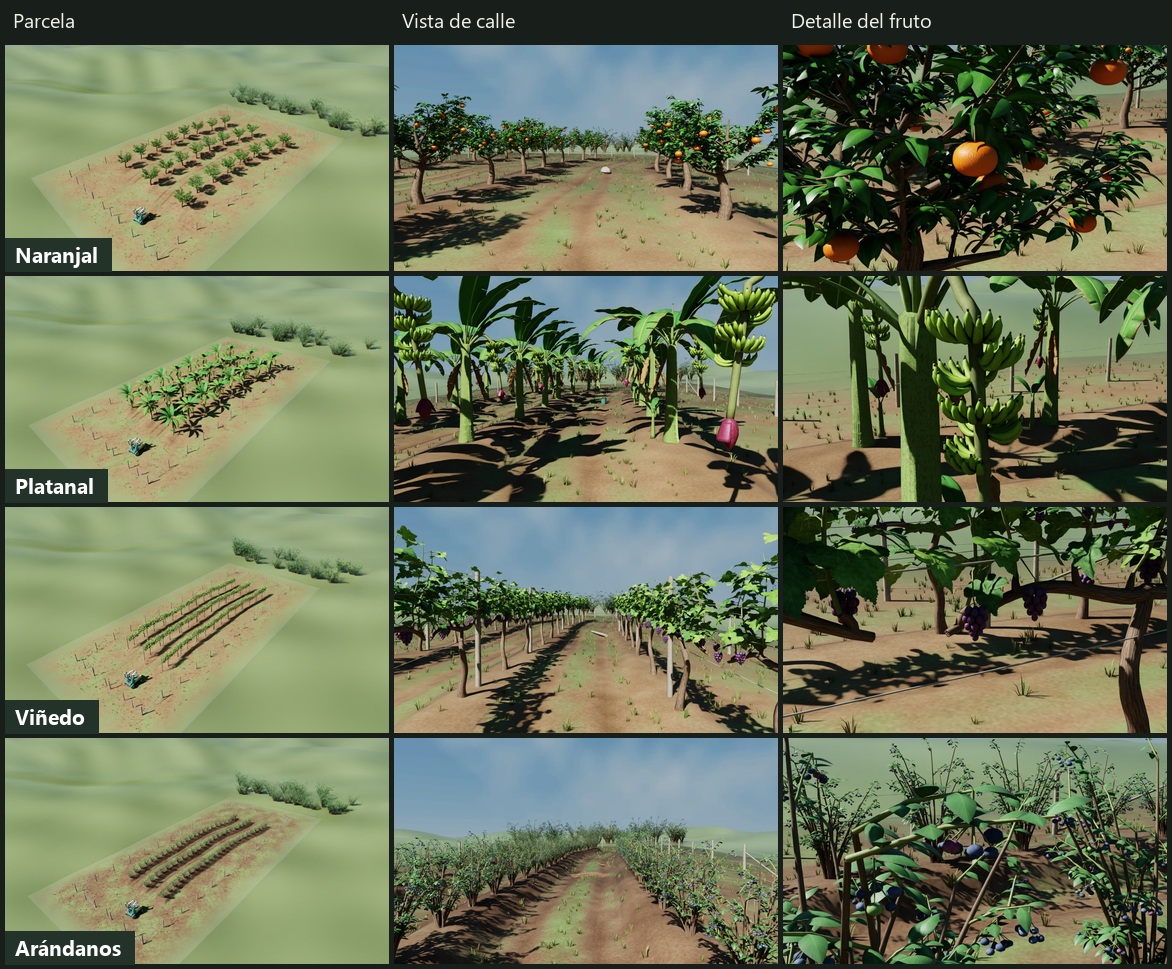 Parcela
Vista de calle
Detalle del fruto
Naranjal
Platanal
Viñedo
Arándanos